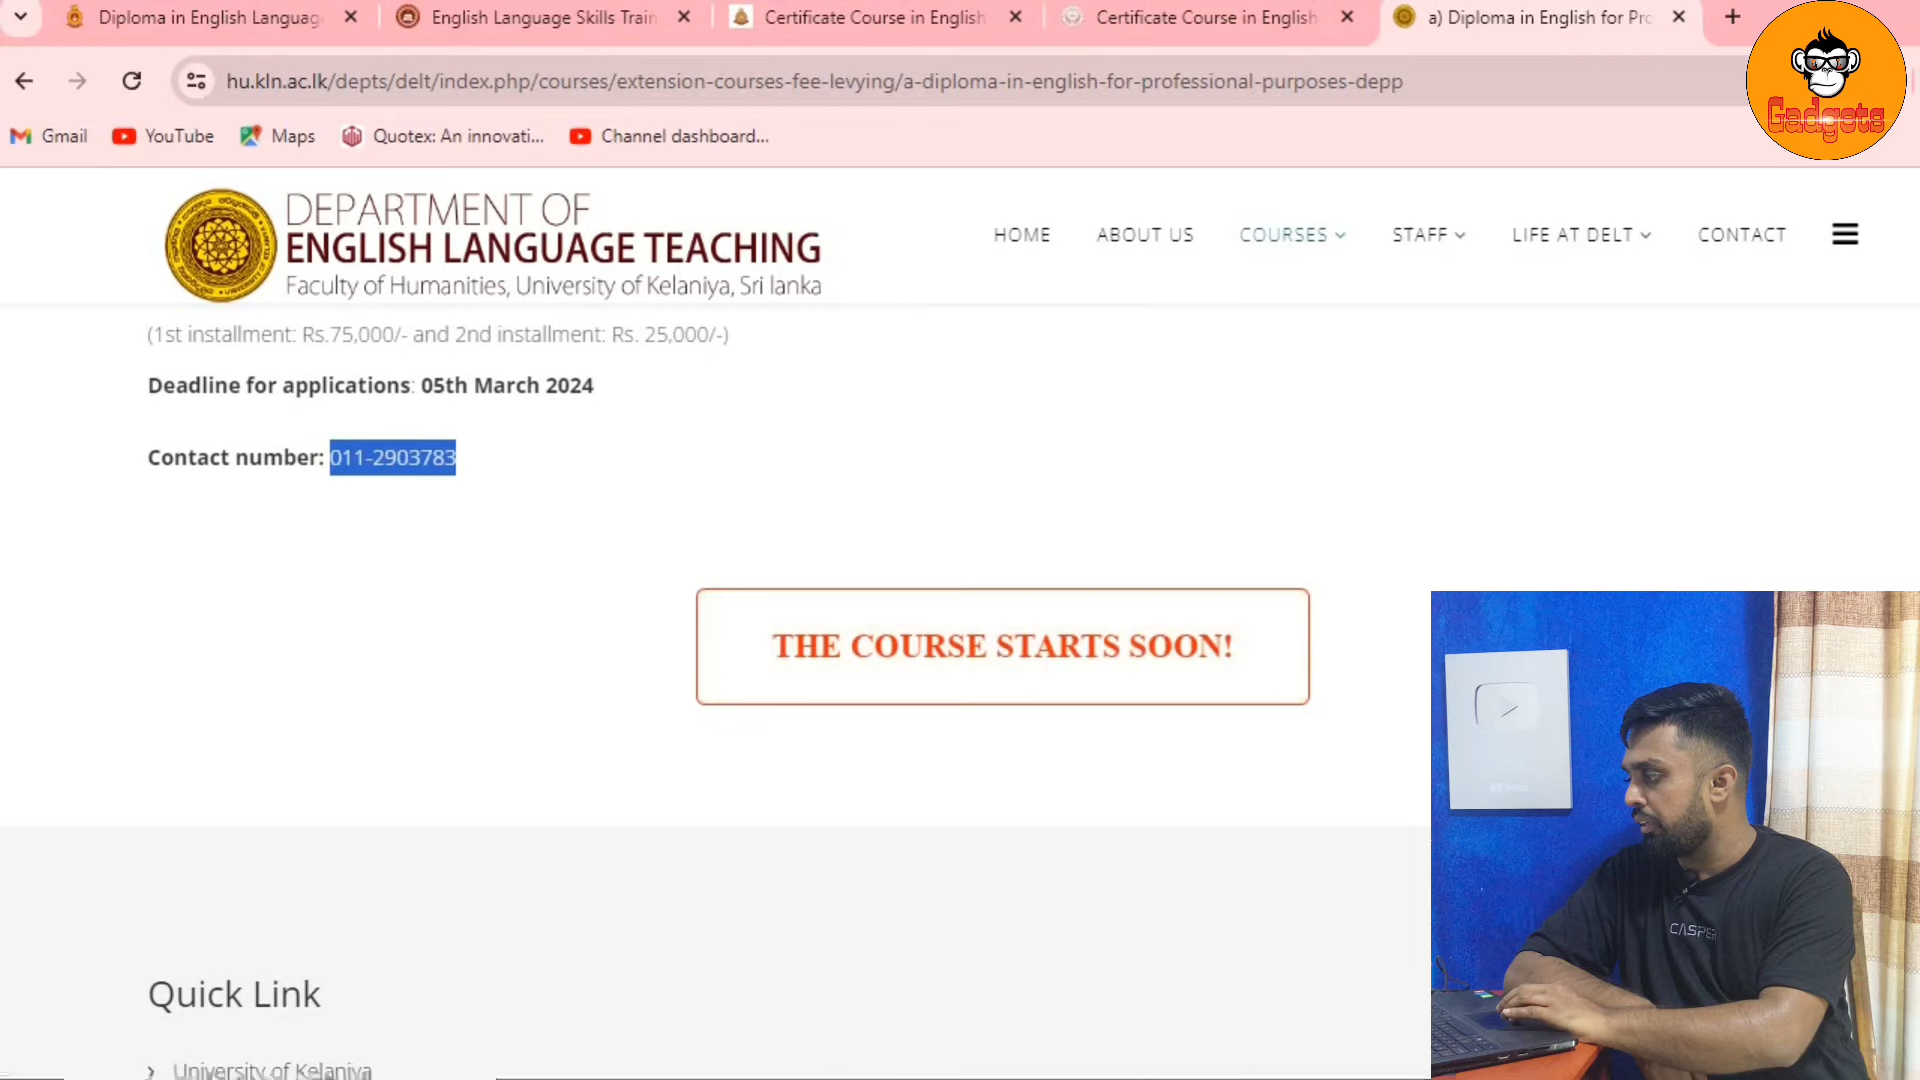 Diploma in English Languag
English Language Skills Train
Certificate Course in English
Certificate Course in English
a) Diploma in English for Pro
hu.kln.ac.lk/depts/delt/index.php/courses/extension-courses-fee-levying/a-diploma-in-english-for-professional-purposes-depp
Gadgets
Gmail
YouTube
Maps
Quotex: An innovati...
Channel dashboard...
DEPARTMENT OF
ENGLISH LANGUAGE TEACHING
Faculty of Humanities, University of Kelaniya, Sri lanka
HOME
ABOUT US
COURSES
STAFF
LIFE AT DELT
CONTACT
(1st installment: Rs.75,000/- and 2nd installment: Rs. 25,000/-)
Deadline for applications: 05th March 2024
Contact number: 011-2903783
THE COURSE STARTS SOON!
CASPER
Quick Link
University of Kelaniya